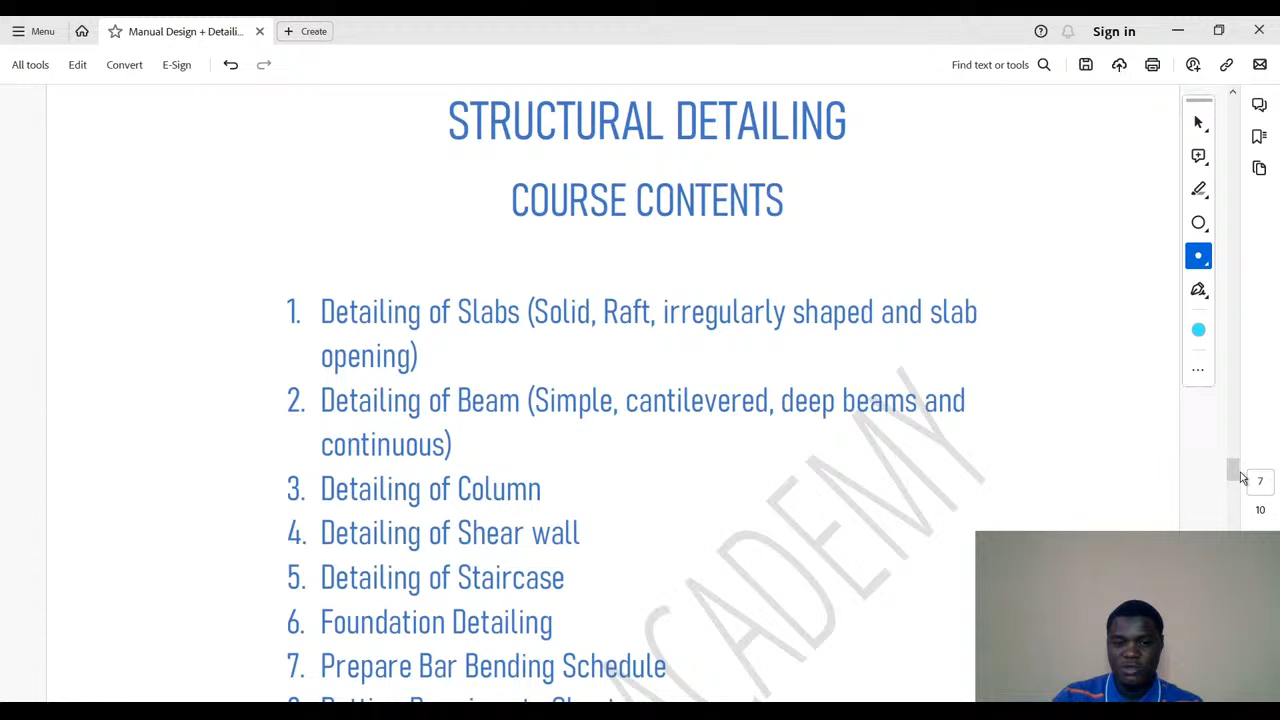 Menu
Manual Design + Detaili...
Create
Sign in
All tools
Edit
Convert
E-Sign
Find text or tools
STRUCTURAL DETAILING
COURSE CONTENTS
1. Detailing of Slabs (Solid, Raft, irregularly shaped and slab
opening)
2. Detailing of Beam (Simple, cantilevered, deep beams and
continuous)
3. Detailing of Column
4. Detailing of Shear wall
5. Detailing of Staircase
6. Foundation Detailing
7. Prepare Bar Bending Schedule
ACADEMY
7
10